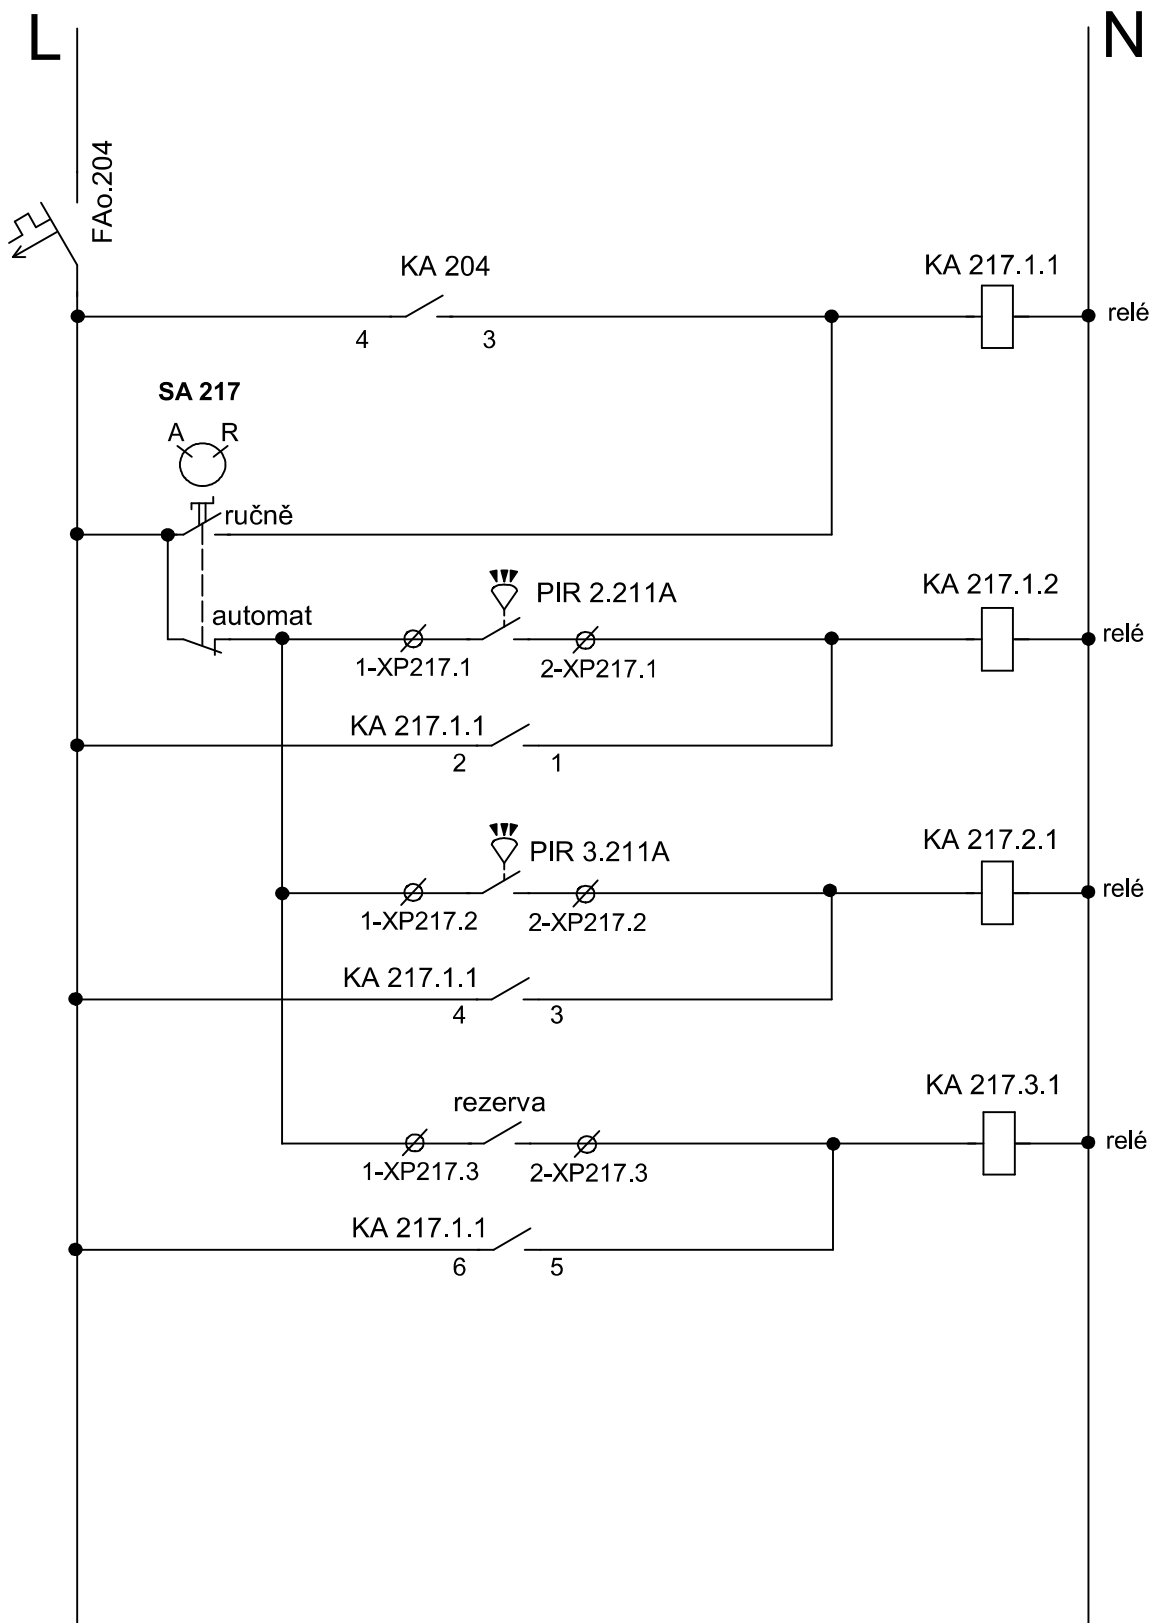 L
N
FAo.204
KA 204
KA 217.1.1
4
3
relé
SA 217
A
R
ručně
automat
PIR 2.211A
KA 217.1.2
relé
1-XP217.1
2-XP217.1
KA 217.1.1
2
1
PIR 3.211A
KA 217.2.1
relé
1-XP217.2
2-XP217.2
KA 217.1.1
4
3
rezerva
KA 217.3.1
relé
1-XP217.3
2-XP217.3
KA 217.1.1
6
5